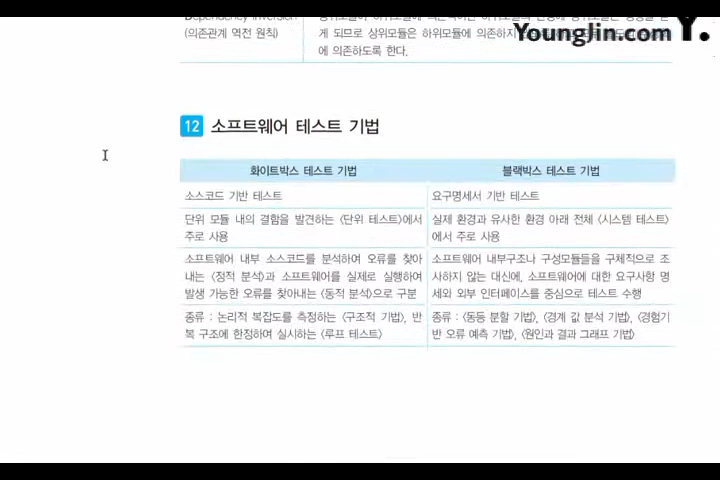 Dependency Inversion
(의존관계 역전 원칙)
게 되므로 상위모듈은 하위모듈에 의존하지
에 의존하도록 한다.
YoungJin.com Y.
12 소프트웨어 테스트 기법
화이트박스 테스트 기법
블랙박스 테스트 기법
소스코드 기반 테스트
요구명세서 기반 테스트
단위 모듈 내의 결함을 발견하는 <단위 테스트>에서
주로 사용
실제 환경과 유사한 환경 아래 전체 <시스템 테스트>
에서 주로 사용
소프트웨어 내부 소스코드를 분석하여 오류를 찾아
내는 <정적 분석>과 소프트웨어를 실제로 실행하여
발생 가능한 오류를 찾아내는 <동적 분석>으로 구분
소프트웨어 내부구조나 구성모듈들을 구체적으로 조
사하지 않는 대신에, 소프트웨어에 대한 요구사항 명
세와 외부 인터페이스를 중심으로 테스트 수행
종류 : 논리적 복잡도를 측정하는 <구조적 기법>, 반
복 구조에 한정하여 실시하는 <루프 테스트>
종류 : <동등 분할 기법>, <경계 값 분석 기법>, <경험기
반 오류 예측 기법>, <원인과 결과 그래프 기법>